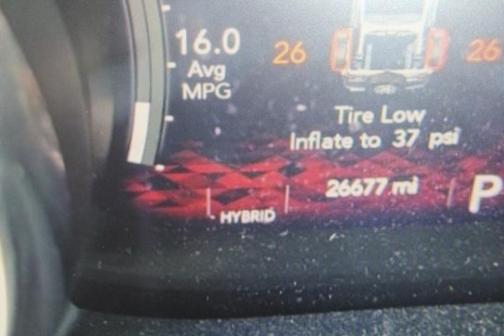 16.0
Avg
MPG
26
26
Tire Low
Inflate to 37 psi
26677 mi
P
HYBRID